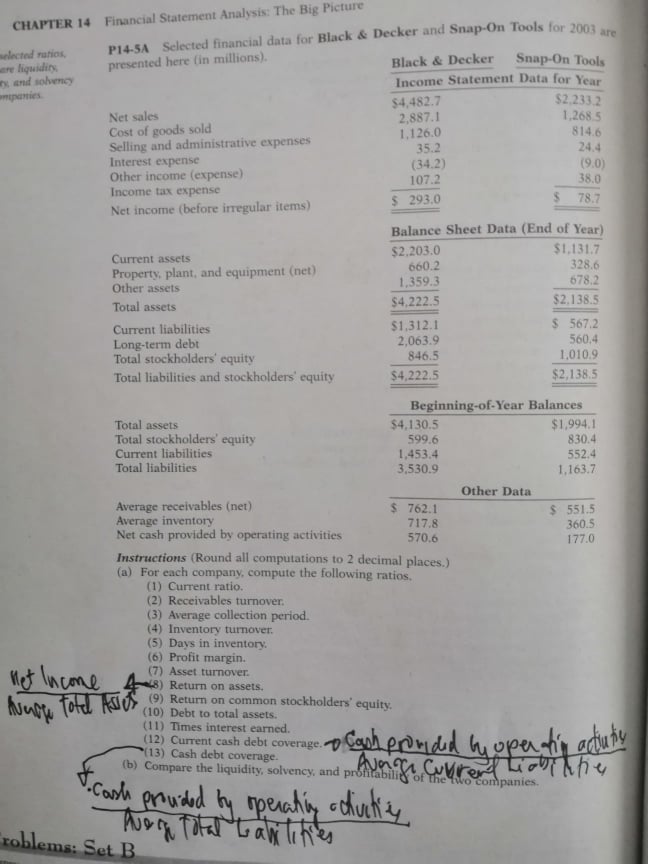 CHAPTER 14 Financial Statement Analysis: The Big Picture
selected ratios,
are liquidity,
ty, and solvency
ompanies.
P14-5A Selected financial data for Black & Decker and Snap-On Tools for 2003 are
presented here (in millions).
Black & Decker Snap-On Tools
Income Statement Data for Year
Net sales $4,482.7 $2,233.2
Cost of goods sold 2,887.1 1,268.5
Selling and administrative expenses 1,126.0 814.6
Interest expense 35.2 24.4
Other income (expense) (34.2) (9.0)
Income tax expense 107.2 38.0
Net income (before irregular items) $ 293.0 $ 78.7
Balance Sheet Data (End of Year)
Current assets $2,203.0 $1,131.7
Property, plant, and equipment (net) 660.2 328.6
Other assets 1,359.3 678.2
Total assets $4,222.5 $2,138.5
Current liabilities $1,312.1 $ 567.2
Long-term debt 2,063.9 560.4
Total stockholders' equity 846.5 1,010.9
Total liabilities and stockholders' equity $4,222.5 $2,138.5
Beginning-of-Year Balances
Total assets $4,130.5 $1,994.1
Total stockholders' equity 599.6 830.4
Current liabilities 1,453.4 552.4
Total liabilities 3,530.9 1,163.7
Other Data
Average receivables (net) $ 762.1 $ 551.5
Average inventory 717.8 360.5
Net cash provided by operating activities 570.6 177.0
Instructions (Round all computations to 2 decimal places.)
(a) For each company, compute the following ratios.
(1) Current ratio.
(2) Receivables turnover.
(3) Average collection period.
(4) Inventory turnover.
(5) Days in inventory.
(6) Profit margin.
(7) Asset turnover.
(8) Return on assets.
Net Income
Average Total Assets
(9) Return on common stockholders' equity.
(10) Debt to total assets.
(11) Times interest earned.
(12) Current cash debt coverage.
Cash provided by operating activity
Average Current Liabilities
(13) Cash debt coverage.
(b) Compare the liquidity, solvency, and profitability of the two companies.
Cash provided by operating activities
Average Total Liabilities
roblems: Set B